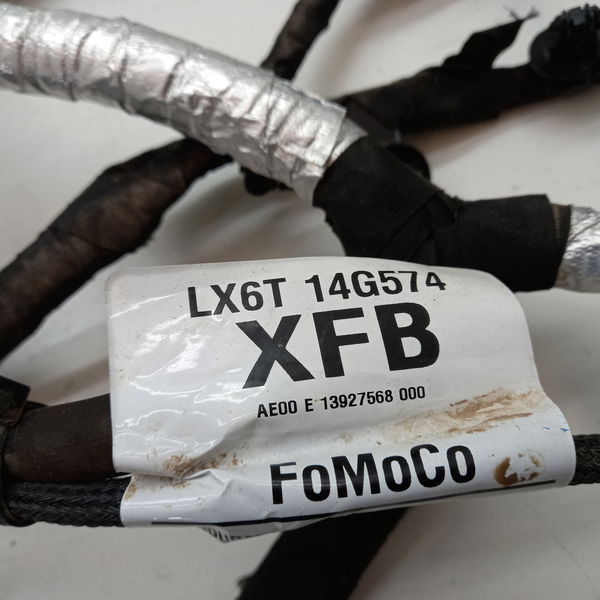 LX6T 14G574
XFB
AE00 E 13927568 000
FoMoCo